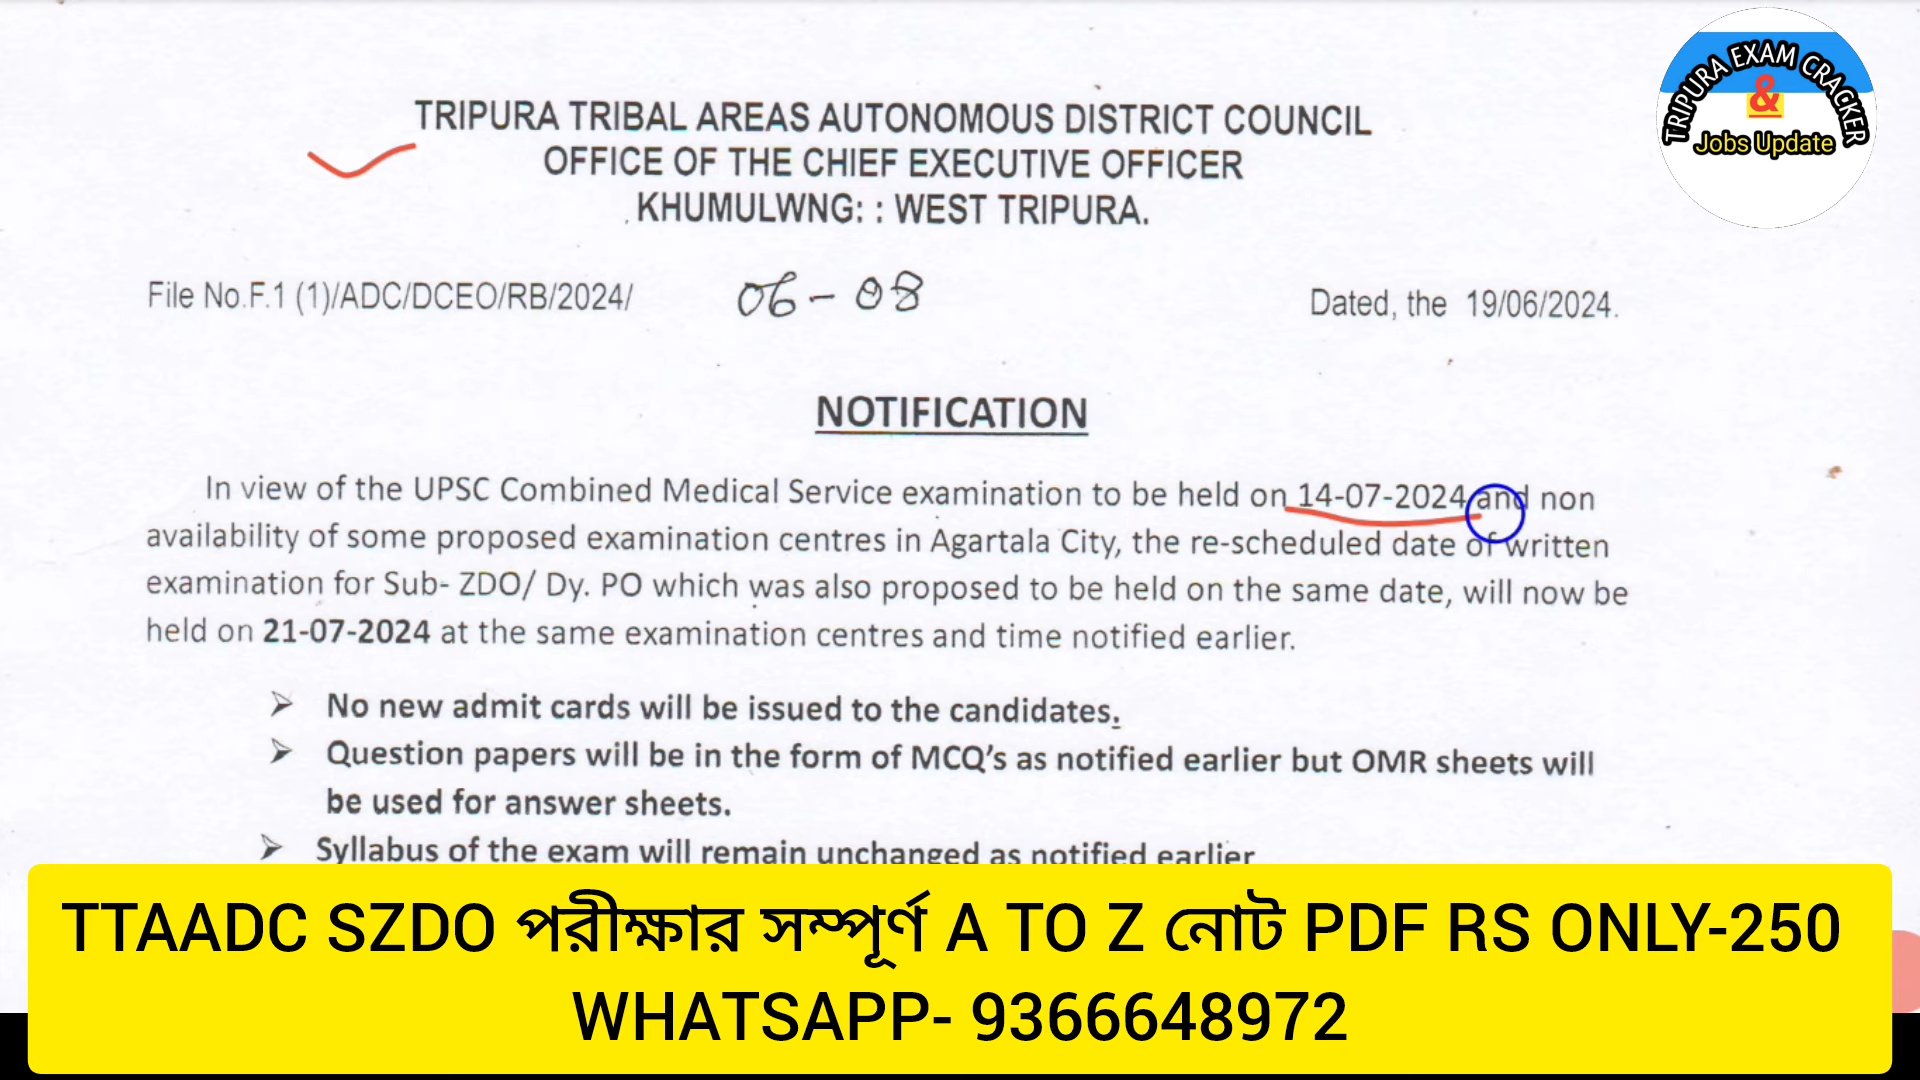 TRIPURA EXAM CRACKER
&
Jobs Update
TRIPURA TRIBAL AREAS AUTONOMOUS DISTRICT COUNCIL
OFFICE OF THE CHIEF EXECUTIVE OFFICER
KHUMULWNG: : WEST TRIPURA.
File No.F.1 (1)/ADC/DCEO/RB/2024/ 06-08 Dated, the 19/06/2024.
NOTIFICATION
In view of the UPSC Combined Medical Service examination to be held on 14-07-2024 and non
availability of some proposed examination centres in Agartala City, the re-scheduled date of written
examination for Sub- ZDO/ Dy. PO which was also proposed to be held on the same date, will now be
held on 21-07-2024 at the same examination centres and time notified earlier.
➢ No new admit cards will be issued to the candidates.
➢ Question papers will be in the form of MCQ's as notified earlier but OMR sheets will
be used for answer sheets.
➢ Syllabus of the exam will remain unchanged as notified earlier
TTAADC SZDO পরীক্ষার সম্পূর্ণ A TO Z নোট PDF RS ONLY-250
WHATSAPP- 9366648972